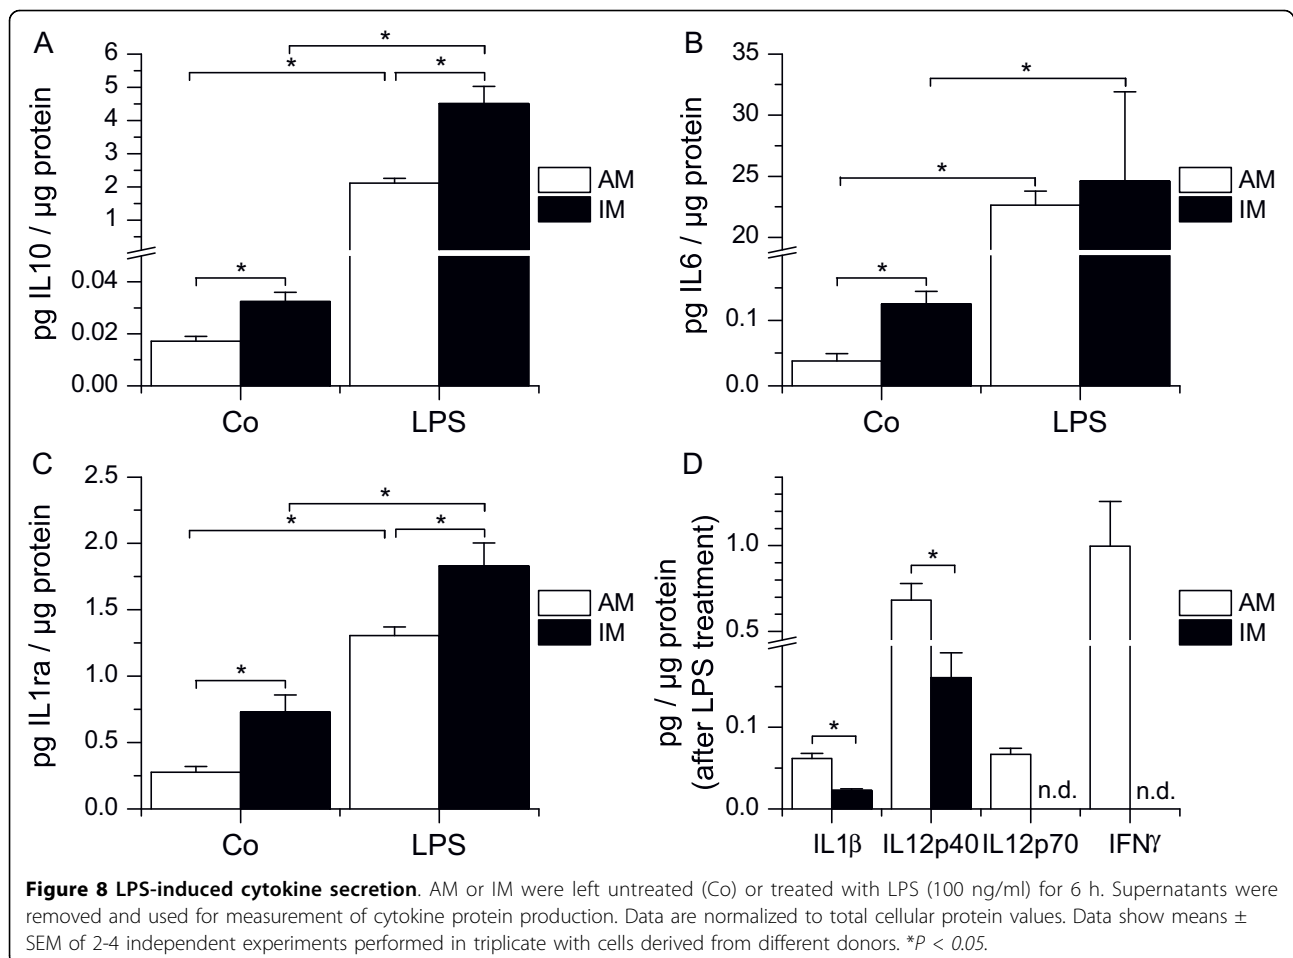 A
pg IL10 / µg protein
6
5
4
3
2
1
0.04
0.02
0.00
*
*
*
*
Co
LPS
AM
IM
B
pg IL6 / µg protein
35
30
25
20
0.1
0.0
*
*
*
Co
LPS
AM
IM
C
pg IL1ra / µg protein
2.5
2.0
1.5
1.0
0.5
0.0
*
*
*
*
Co
LPS
AM
IM
D
pg / µg protein
(after LPS treatment)
1.0
0.5
0.1
0.0
*
*
n.d.
n.d.
IL1β IL12p40 IL12p70 IFNγ
AM
IM
Figure 8 LPS-induced cytokine secretion. AM or IM were left untreated (Co) or treated with LPS (100 ng/ml) for 6 h. Supernatants were
removed and used for measurement of cytokine protein production. Data are normalized to total cellular protein values. Data show means ±
SEM of 2-4 independent experiments performed in triplicate with cells derived from different donors. *P < 0.05.